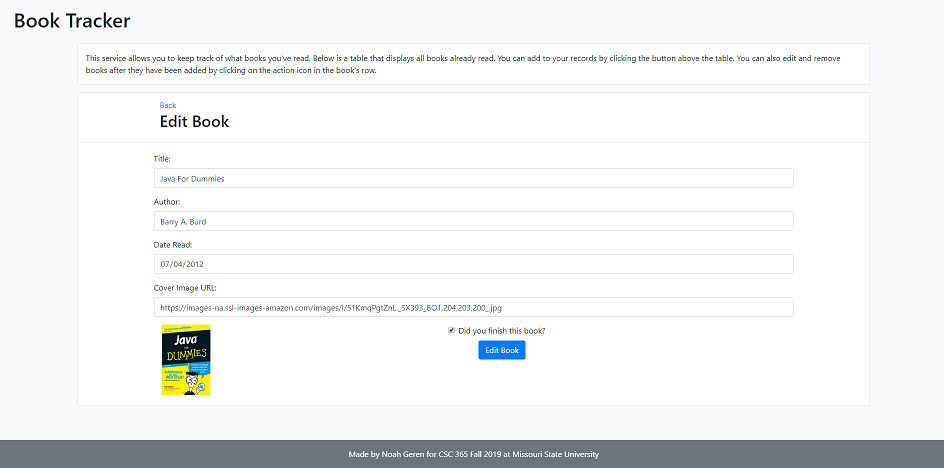 Book Tracker
This service allows you to keep track of what books you've read. Below is a table that displays all books already read. You can add to your records by clicking the button above the table. You can also edit and remove
books after they have been added by clicking on the action icon in the book's row.
Back
Edit Book
Title:
Java For Dummies
Author:
Barry A. Burd
Date Read:
07/04/2012
Cover Image URL:
https://images-na.ssl-images-amazon.com/images/I/51KmqPgtZnL._SX393_BO1,204,203,200_.jpg
Did you finish this book?
Edit Book
Java
FOR
DUMMIES
Made by Noah Geren for CSC 365 Fall 2019 at Missouri State University